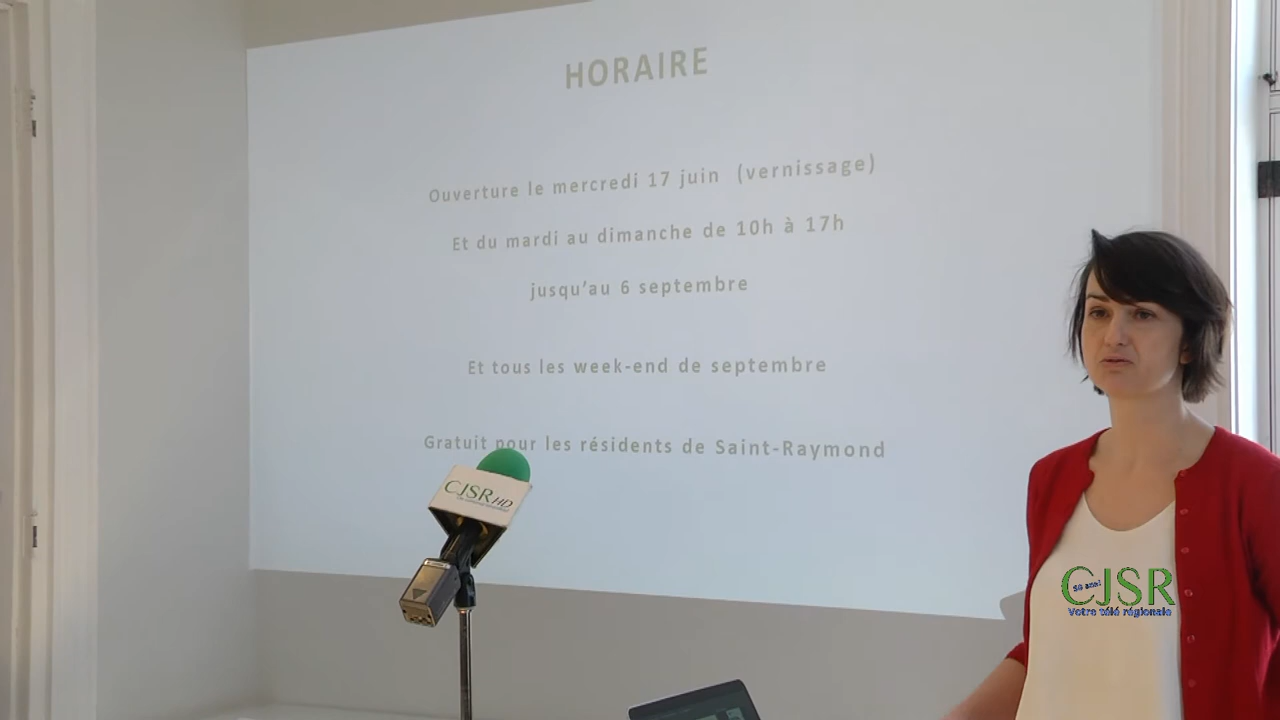 HORAIRE
Ouverture le mercredi 17 juin (vernissage)
Et du mardi au dimanche de 10h à 17h
jusqu'au 6 septembre
Et tous les week-end de septembre
Gratuit pour les résidents de Saint-Raymond
CJSR HD
50 ans!
CJSR
Votre télé régionale